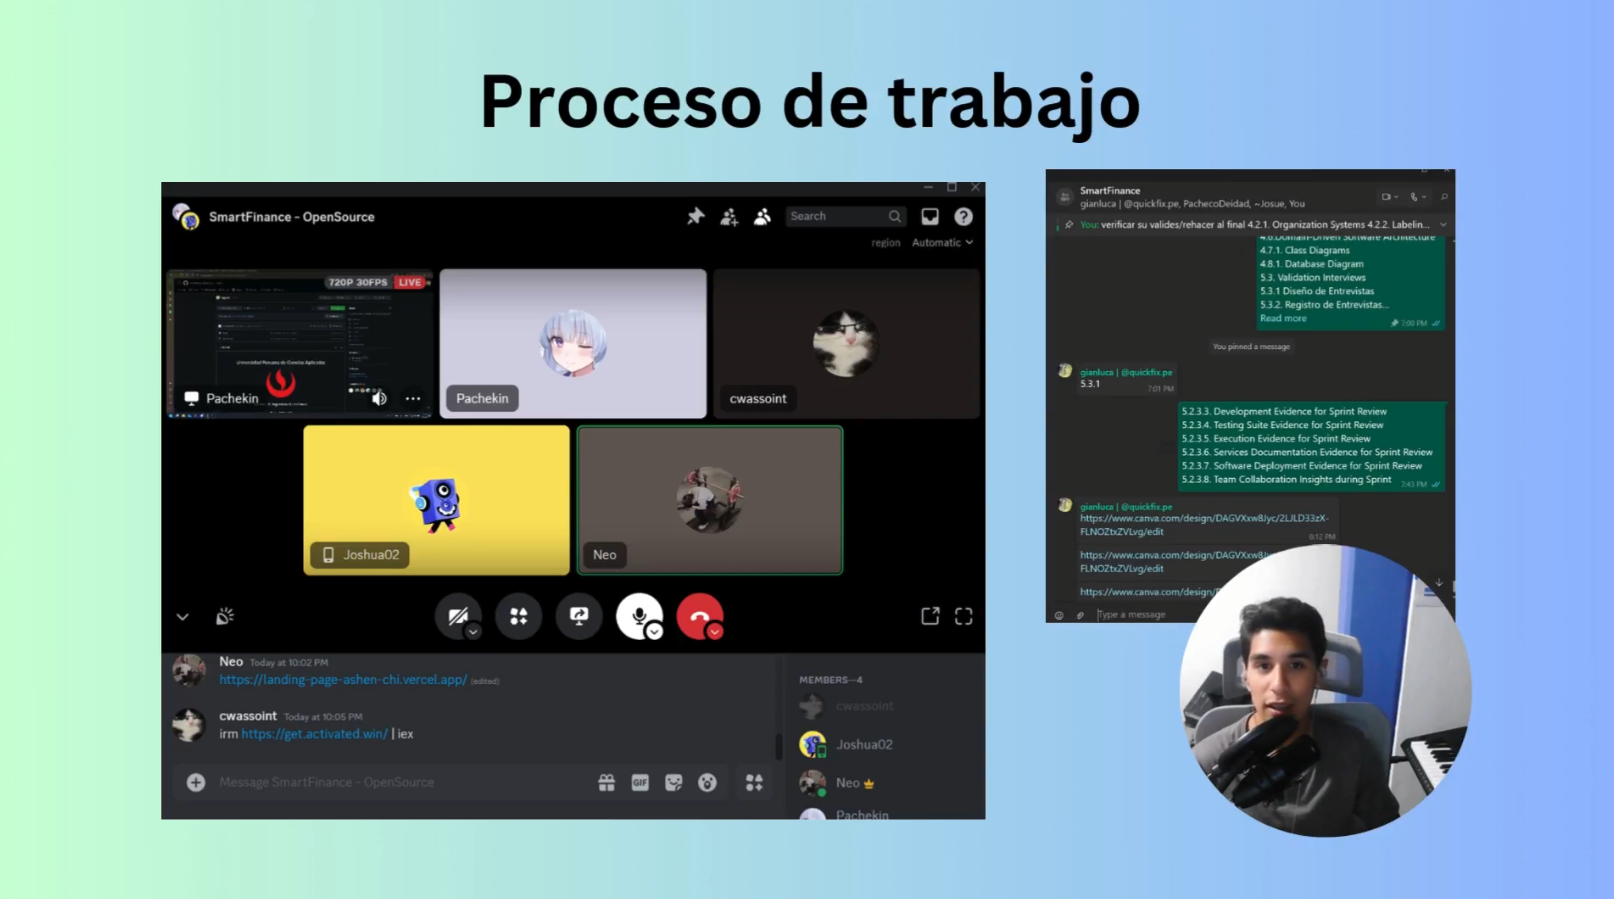 Proceso de trabajo
SmartFinance - OpenSource
Search
region Automatic
720P 30FPS LIVE
Universidad Peruana de Ciencias Aplicadas
Pachekin
Pachekin
cwassoint
Joshua02
Neo
Neo Today at 10:02 PM
https://landing-page-ashen-chi.vercel.app/ (edited)
cwassoint Today at 10:05 PM
irm https://get.activated.win/ | iex
Message SmartFinance - OpenSource
GIF
MEMBERS—4
cwassoint
Joshua02
Neo
Pachekin
SmartFinance
gianluca | @quickfix.pe, PachecoDeidad, ~Josue, You
You: verificar su valides/rehacer al final 4.2.1. Organization Systems 4.2.2. Labelin...
4.6.Domain-Driven Software Architecture
4.7.1. Class Diagrams
4.8.1. Database Diagram
5.3. Validation Interviews
5.3.1 Diseño de Entrevistas
5.3.2. Registro de Entrevistas...
Read more
7:00 PM
You pinned a message
gianluca | @quickfix.pe
5.3.1
7:01 PM
5.2.3.3. Development Evidence for Sprint Review
5.2.3.4. Testing Suite Evidence for Sprint Review
5.2.3.5. Execution Evidence for Sprint Review
5.2.3.6. Services Documentation Evidence for Sprint Review
5.2.3.7. Software Deployment Evidence for Sprint Review
5.2.3.8. Team Collaboration Insights during Sprint
7:43 PM
gianluca | @quickfix.pe
https://www.canva.com/design/DAGVXxw8Jyc/2LJLD33zX-
FLNOZtxZVLvg/edit
https://www.canva.com/design/DAGVXxw8Jyc
FLNOZtxZVLvg/edit
https://www.canva.com/design/
Type a message